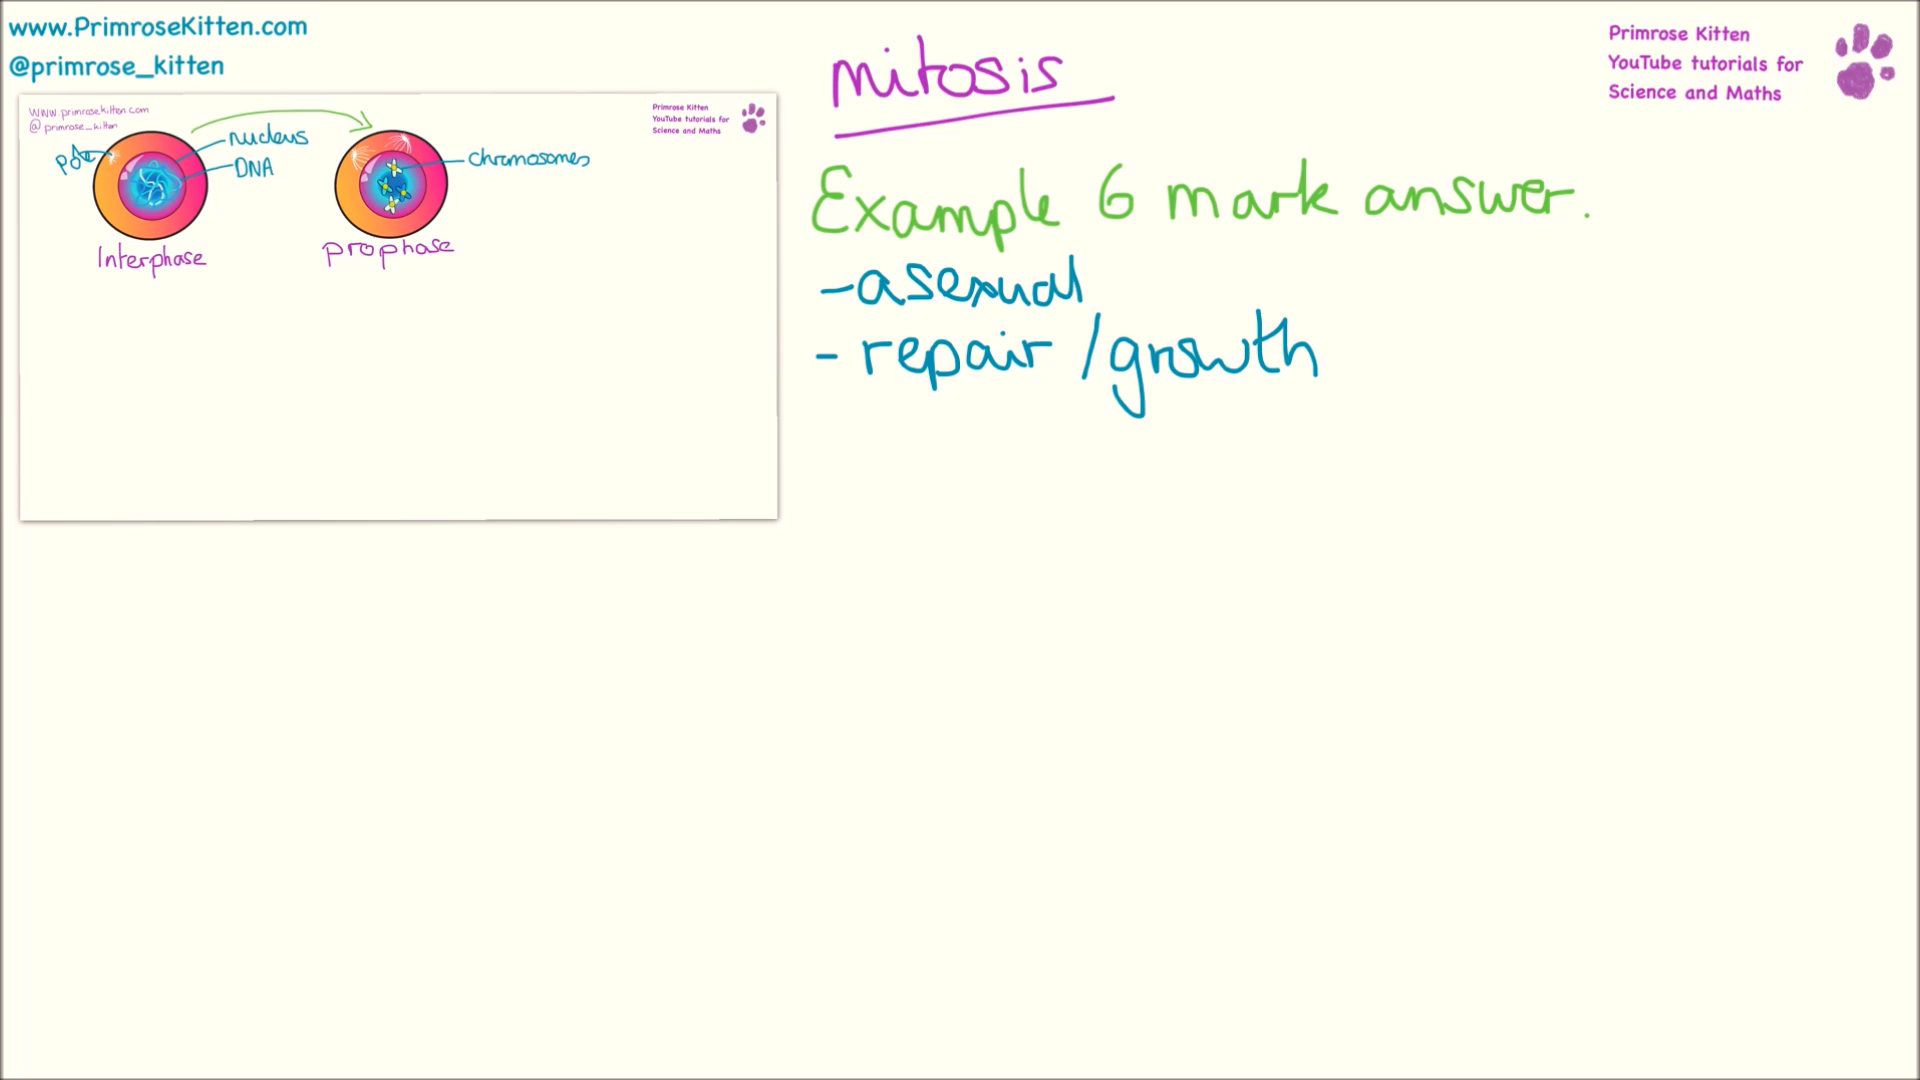 www.PrimroseKitten.com
@primrose_kitten
Primrose Kitten
YouTube tutorials for
Science and Maths
www.primrosekitten.com
@primrose_kitten
Primrose Kitten
YouTube tutorials for
Science and Maths
pole
nucleus
DNA
chromosomes
Interphase
prophase
mitosis
Example 6 mark answer.
- asexual
- repair / growth